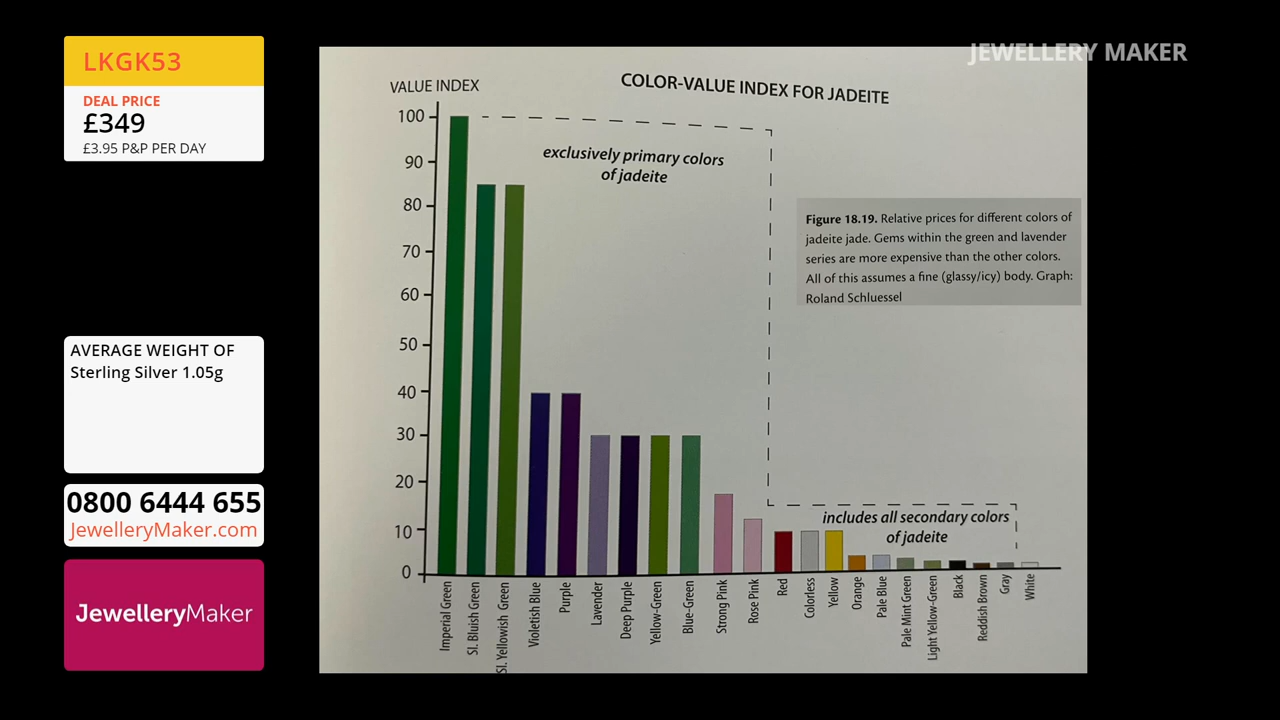 LKGK53
DEAL PRICE
£349
£3.95 P&P PER DAY
AVERAGE WEIGHT OF
Sterling Silver 1.05g
0800 6444 655
JewelleryMaker.com
JewelleryMaker
JEWELLERY MAKER
VALUE INDEX
COLOR-VALUE INDEX FOR JADEITE
100
90
80
70
60
50
40
30
20
10
0
exclusively primary colors
of jadeite
Figure 18.19. Relative prices for different colors of
jadeite jade. Gems within the green and lavender
series are more expensive than the other colors.
All of this assumes a fine (glassy/icy) body. Graph:
Roland Schluessel
includes all secondary colors
of jadeite
Imperial Green
Sl. Bluish Green
Sl. Yellowish Green
Violetish Blue
Purple
Lavender
Deep Purple
Yellow-Green
Blue-Green
Strong Pink
Rose Pink
Red
Colorless
Yellow
Orange
Pale Blue
Pale Mint Green
Light Yellow-Green
Black
Reddish Brown
Gray
White